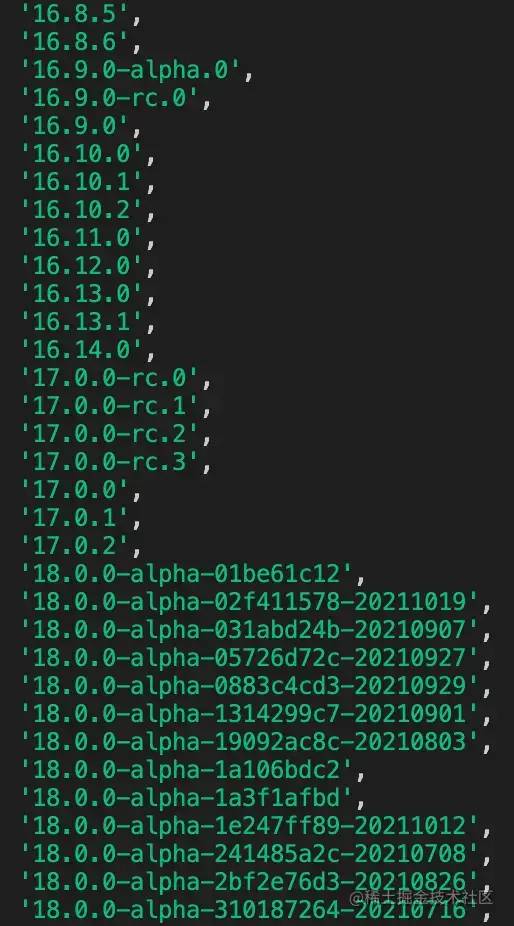 '16.8.5',
'16.8.6',
'16.9.0-alpha.0',
'16.9.0-rc.0',
'16.9.0',
'16.10.0',
'16.10.1',
'16.10.2',
'16.11.0',
'16.12.0',
'16.13.0',
'16.13.1',
'16.14.0',
'17.0.0-rc.0',
'17.0.0-rc.1',
'17.0.0-rc.2',
'17.0.0-rc.3',
'17.0.0',
'17.0.1',
'17.0.2',
'18.0.0-alpha-01be61c12',
'18.0.0-alpha-02f411578-20211019',
'18.0.0-alpha-031abd24b-20210907',
'18.0.0-alpha-05726d72c-20210927',
'18.0.0-alpha-0883c4cd3-20210929',
'18.0.0-alpha-1314299c7-20210901',
'18.0.0-alpha-19092ac8c-20210803',
'18.0.0-alpha-1a106bdc2',
'18.0.0-alpha-1a3f1afbd',
'18.0.0-alpha-1e247ff89-20211012',
'18.0.0-alpha-241485a2c-20210708',
'18.0.0-alpha-2bf2e76d3-20210826',
'18.0.0-alpha-310187264-20210716',
@稀土掘金技术社区